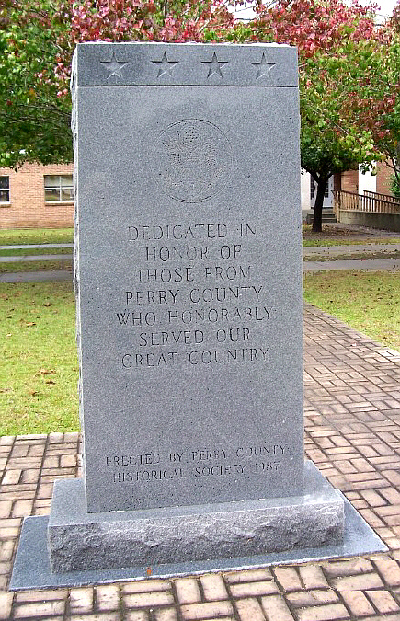 DEDICATED IN
HONOR OF
THOSE FROM
PERRY COUNTY
WHO HONORABLY
SERVED OUR
GREAT COUNTRY
ERECTED BY PERRY COUNTY
HISTORICAL SOCIETY 1987